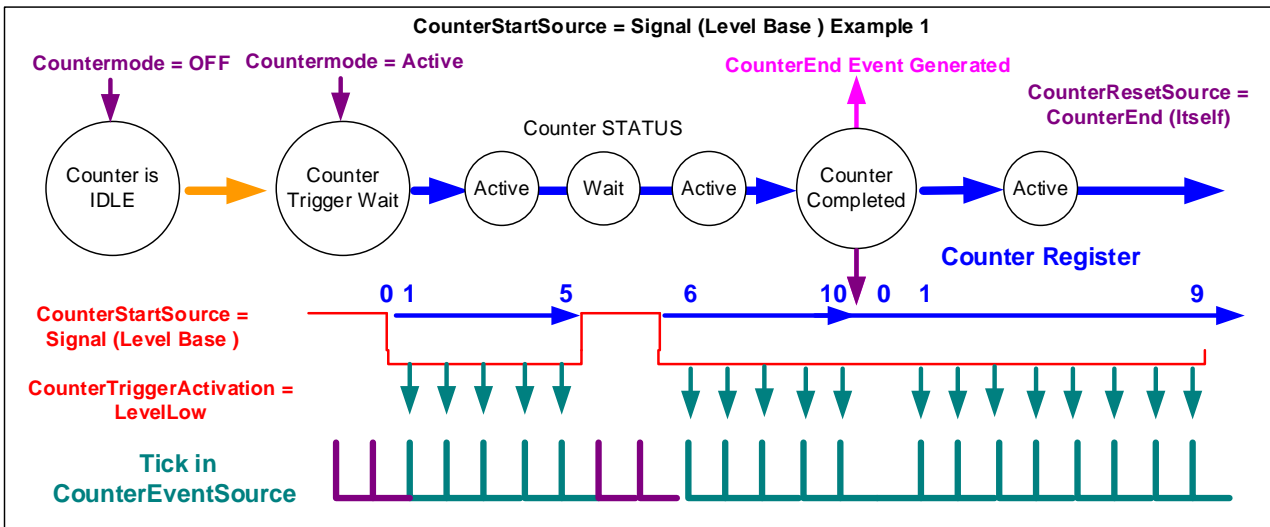 CounterStartSource = Signal (Level Base ) Example 1
Countermode = OFF
Countermode = Active
CounterEnd Event Generated
CounterResetSource =
CounterEnd (Itself)
Counter STATUS
Counter is
IDLE
Counter
Trigger Wait
Active
Wait
Active
Counter
Completed
Active
Counter Register
0 1 5 6 10 0 1 9
CounterStartSource =
Signal (Level Base )
CounterTriggerActivation =
LevelLow
Tick in
CounterEventSource